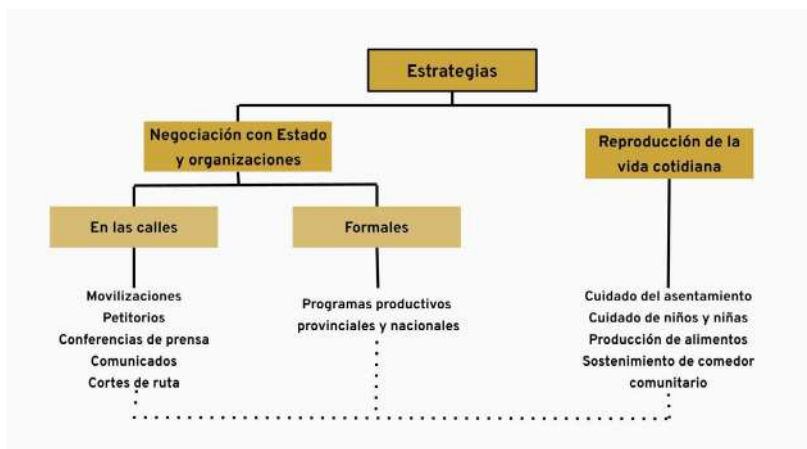 Estrategias
Negociación con Estado
y organizaciones
Reproducción de la
vida cotidiana
En las calles
Formales
Movilizaciones
Petitorios
Conferencias de prensa
Comunicados
Cortes de ruta
Programas productivos
provinciales y nacionales
Cuidado del asentamiento
Cuidado de niños y niñas
Producción de alimentos
Sostenimiento de comedor
comunitario